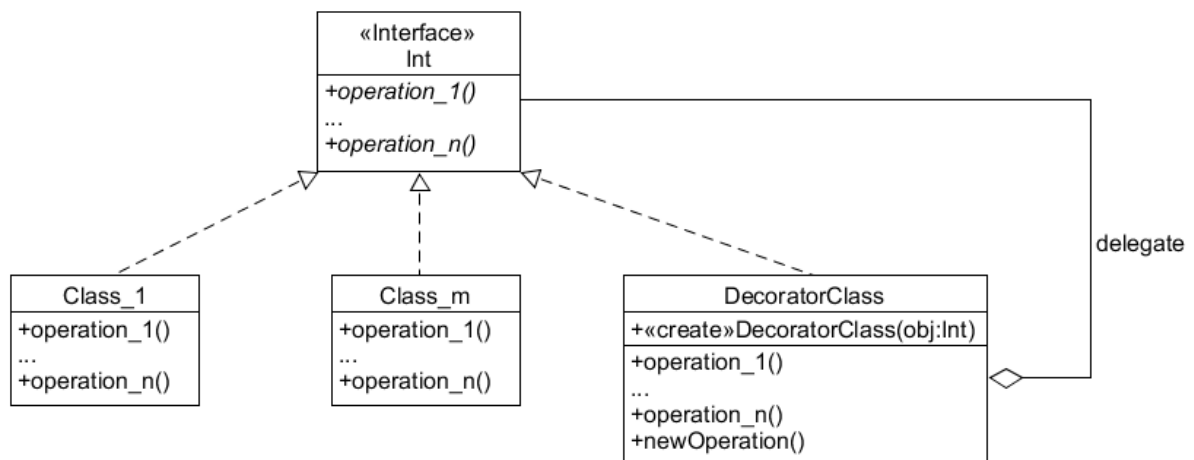 «Interface»
Int
+operation_1()
...
+operation_n()
delegate
Class_1
+operation_1()
...
+operation_n()
Class_m
+operation_1()
...
+operation_n()
DecoratorClass
+«create»DecoratorClass(obj:Int)
+operation_1()
...
+operation_n()
+newOperation()